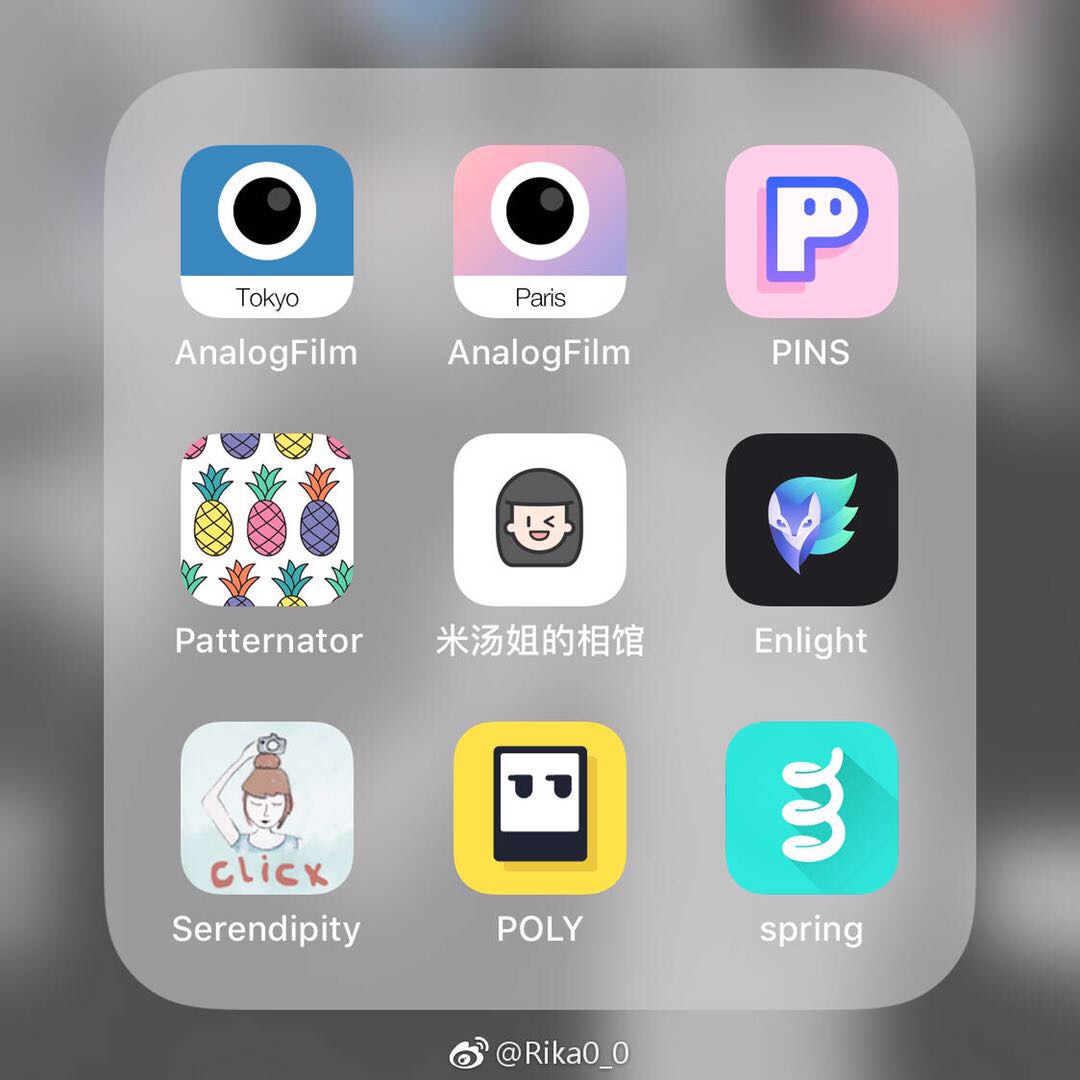 Tokyo
Paris
AnalogFilm
AnalogFilm
PINS
Patternator
米汤姐的相馆
Enlight
CLICK
Serendipity
POLY
spring
@Rika0_0